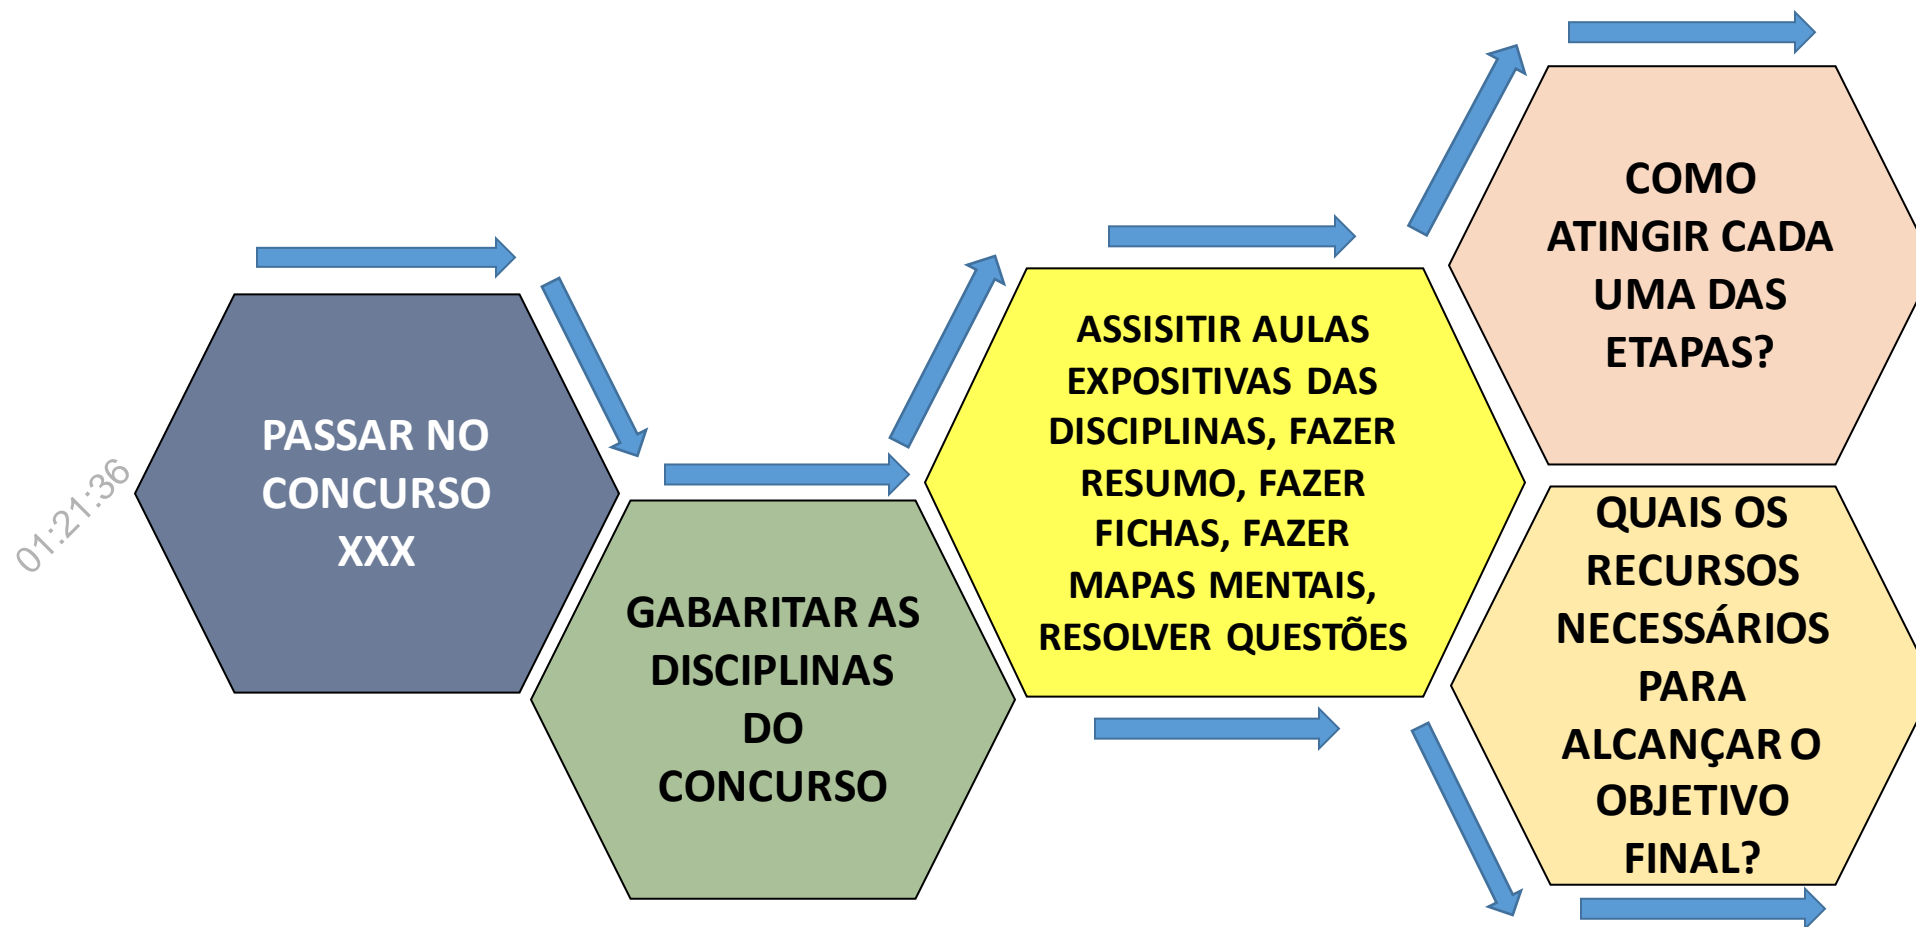 01:21:36
PASSAR NO
CONCURSO
XXX
GABARITAR AS
DISCIPLINAS
DO
CONCURSO
ASSISITIR AULAS
EXPOSITIVAS DAS
DISCIPLINAS, FAZER
RESUMO, FAZER
FICHAS, FAZER
MAPAS MENTAIS,
RESOLVER QUESTÕES
COMO
ATINGIR CADA
UMA DAS
ETAPAS?
QUAIS OS
RECURSOS
NECESSÁRIOS
PARA
ALCANÇAR O
OBJETIVO
FINAL?